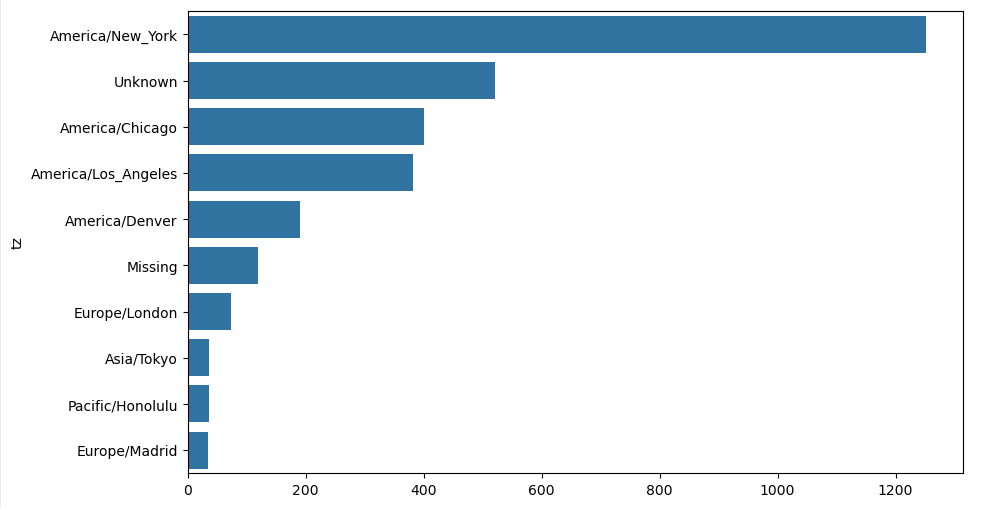 America/New_York
Unknown
America/Chicago
America/Los_Angeles
America/Denver
Missing
Europe/London
Asia/Tokyo
Pacific/Honolulu
Europe/Madrid
tz
0 200 400 600 800 1000 1200